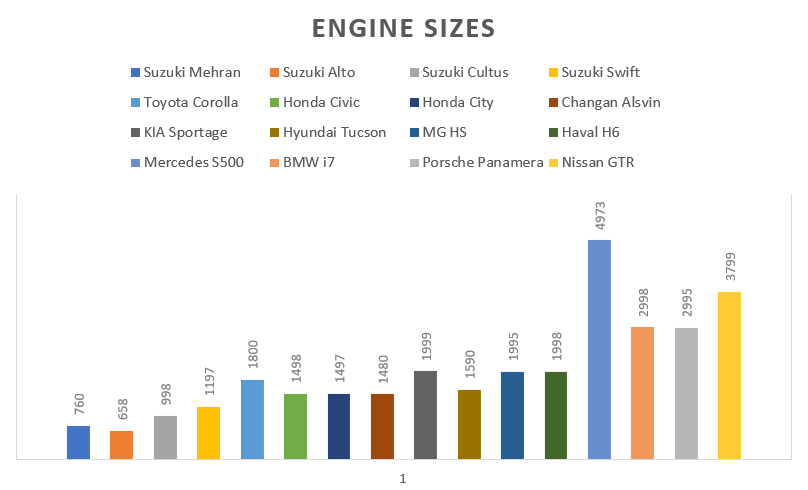 ENGINE SIZES
Suzuki Mehran Suzuki Alto Suzuki Cultus Suzuki Swift
Toyota Corolla Honda Civic Honda City Changan Alsvin
KIA Sportage Hyundai Tucson MG HS Haval H6
Mercedes S500 BMW i7 Porsche Panamera Nissan GTR
760 658 998 1197 1800 1498 1497 1480 1999 1590 1995 1998 4973 2998 2995 3799
1